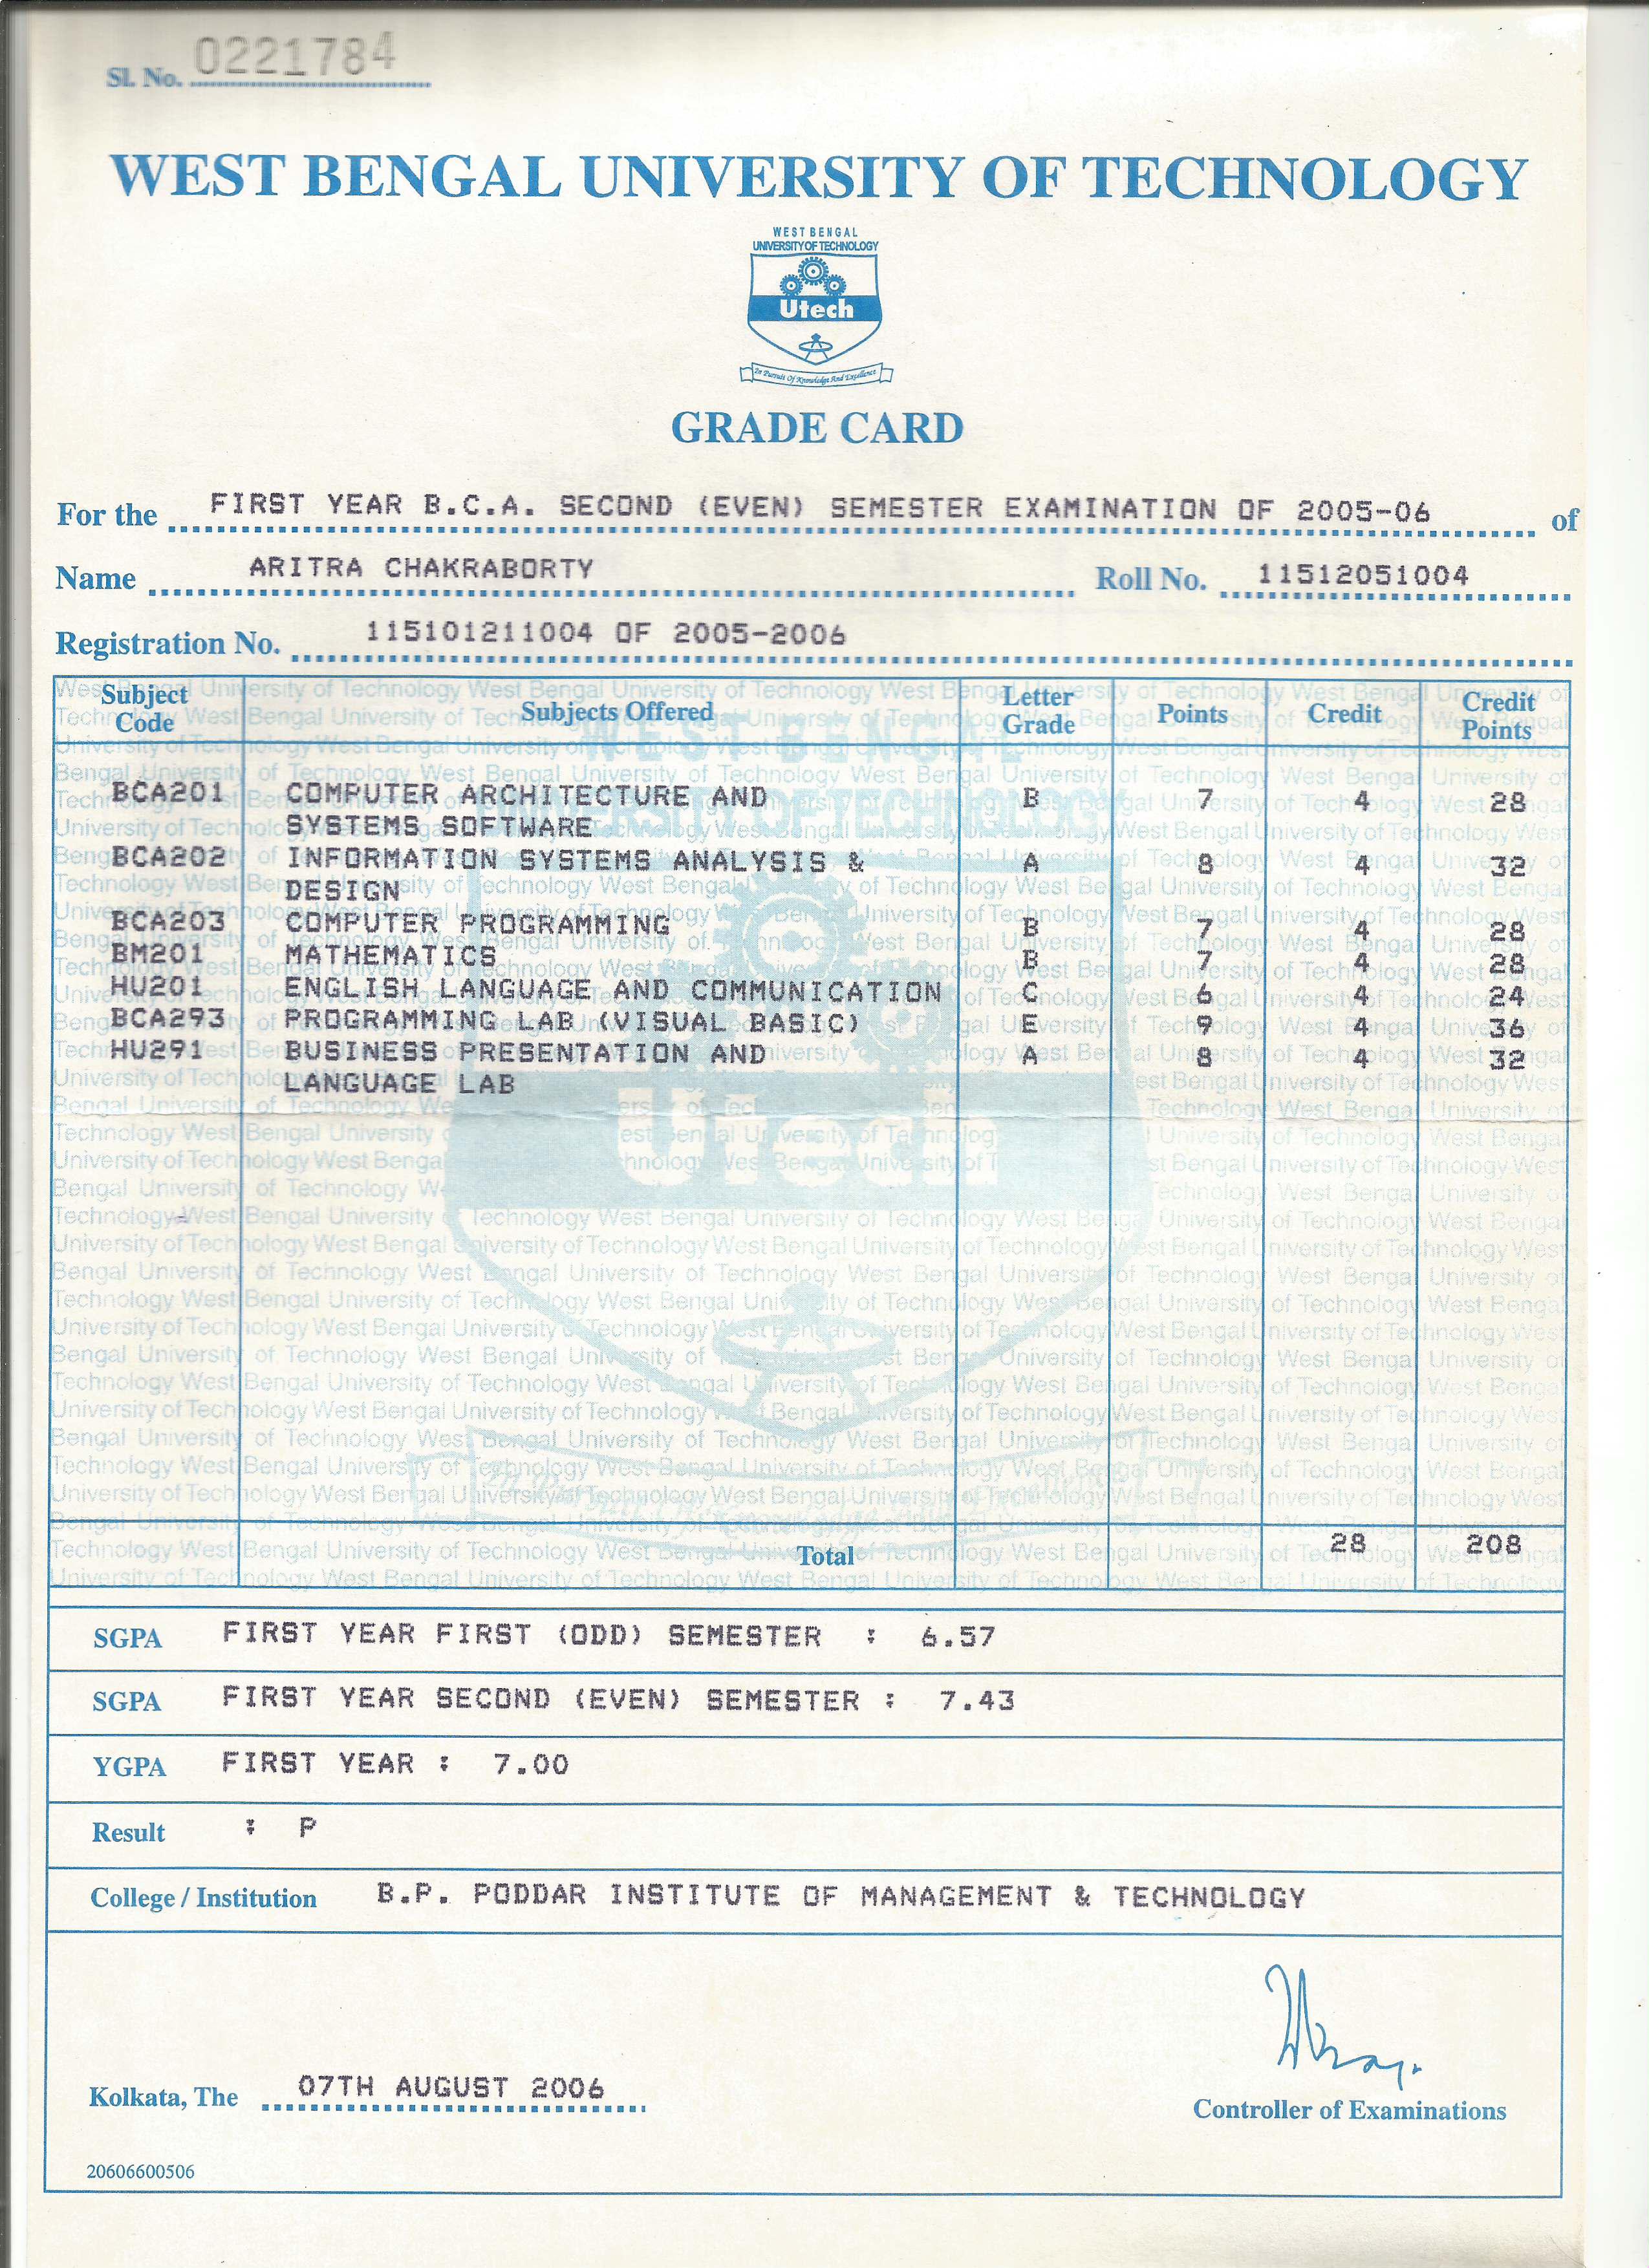 Sl. No. 0221784
WEST BENGAL UNIVERSITY OF TECHNOLOGY
WEST BENGAL
UNIVERSITY OF TECHNOLOGY
Utech
In Pursuit Of Knowledge And Excellence
GRADE CARD
For the FIRST YEAR B.C.A. SECOND (EVEN) SEMESTER EXAMINATION OF 2005-06 of
Name ARITRA CHAKRABORTY Roll No. 11512051004
Registration No. 115101211004 OF 2005-2006
Subject Code Subjects Offered Letter Grade Points Credit Credit Points
BCA201 COMPUTER ARCHITECTURE AND B 7 4 28
SYSTEMS SOFTWARE
BCA202 INFORMATION SYSTEMS ANALYSIS & A 8 4 32
DESIGN
BCA203 COMPUTER PROGRAMMING B 7 4 28
BM201 MATHEMATICS B 7 4 28
HU201 ENGLISH LANGUAGE AND COMMUNICATION C 6 4 24
BCA293 PROGRAMMING LAB (VISUAL BASIC) E 9 4 36
HU291 BUSINESS PRESENTATION AND A 8 4 32
LANGUAGE LAB
Total 28 208
SGPA FIRST YEAR FIRST (ODD) SEMESTER : 6.57
SGPA FIRST YEAR SECOND (EVEN) SEMESTER : 7.43
YGPA FIRST YEAR : 7.00
Result : P
College / Institution B.P. PODDAR INSTITUTE OF MANAGEMENT & TECHNOLOGY
Kolkata, The 07TH AUGUST 2006
Controller of Examinations
20606600506